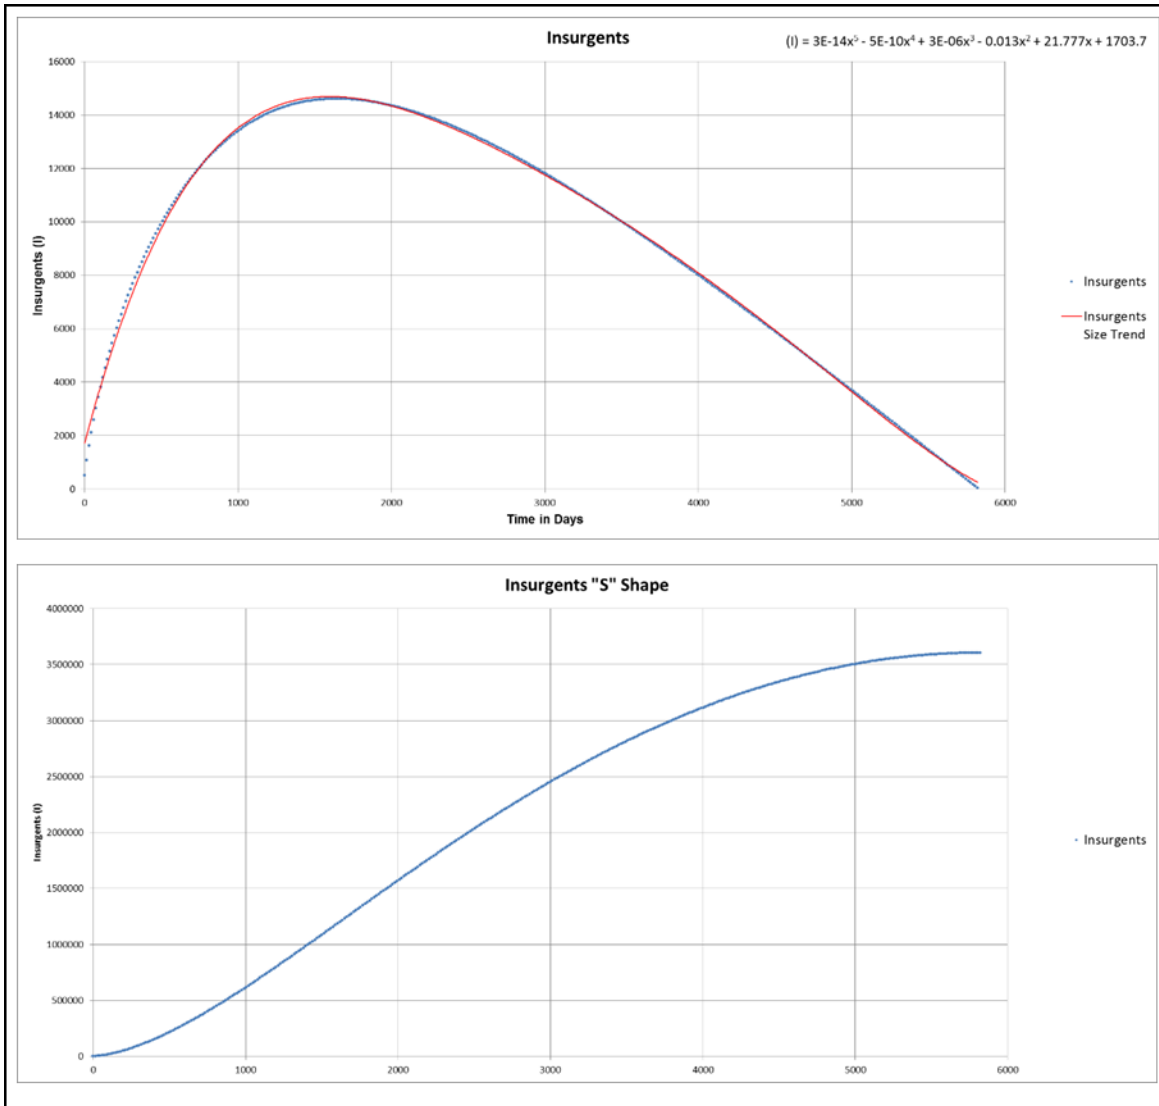 Insurgents
(I) = 3E-14x⁵ - 5E-10x⁴ + 3E-06x³ - 0.013x² + 21.777x + 1703.7
16000
14000
12000
10000
8000
6000
4000
2000
0
Insurgents (I)
0 1000 2000 3000 4000 5000 6000
Time in Days
Insurgents
Insurgents
Size Trend
Insurgents "S" Shape
4000000
3500000
3000000
2500000
2000000
1500000
1000000
500000
0
Insurgents (I)
0 1000 2000 3000 4000 5000 6000
Insurgents